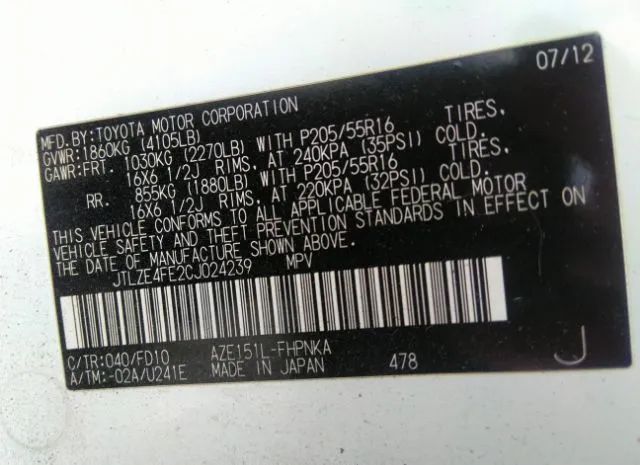 07/12
MFD.BY:TOYOTA MOTOR CORPORATION
GVWR:1860KG (4105LB)
GAWR:FRT. 1030KG (2270LB) WITH P205/55R16 TIRES,
16X6 1/2J RIMS, AT 240KPA (35PSI) COLD.
RR. 855KG (1880LB) WITH P205/55R16 TIRES,
16X6 1/2J RIMS, AT 220KPA (32PSI) COLD.
THIS VEHICLE CONFORMS TO ALL APPLICABLE FEDERAL MOTOR
VEHICLE SAFETY AND THEFT PREVENTION STANDARDS IN EFFECT ON
THE DATE OF MANUFACTURE SHOWN ABOVE.
JTLZE4FE2CJ024239 MPV
C/TR:040/FD10 AZE151L-FHPNKA
A/TM:-02A/U241E MADE IN JAPAN 478 J